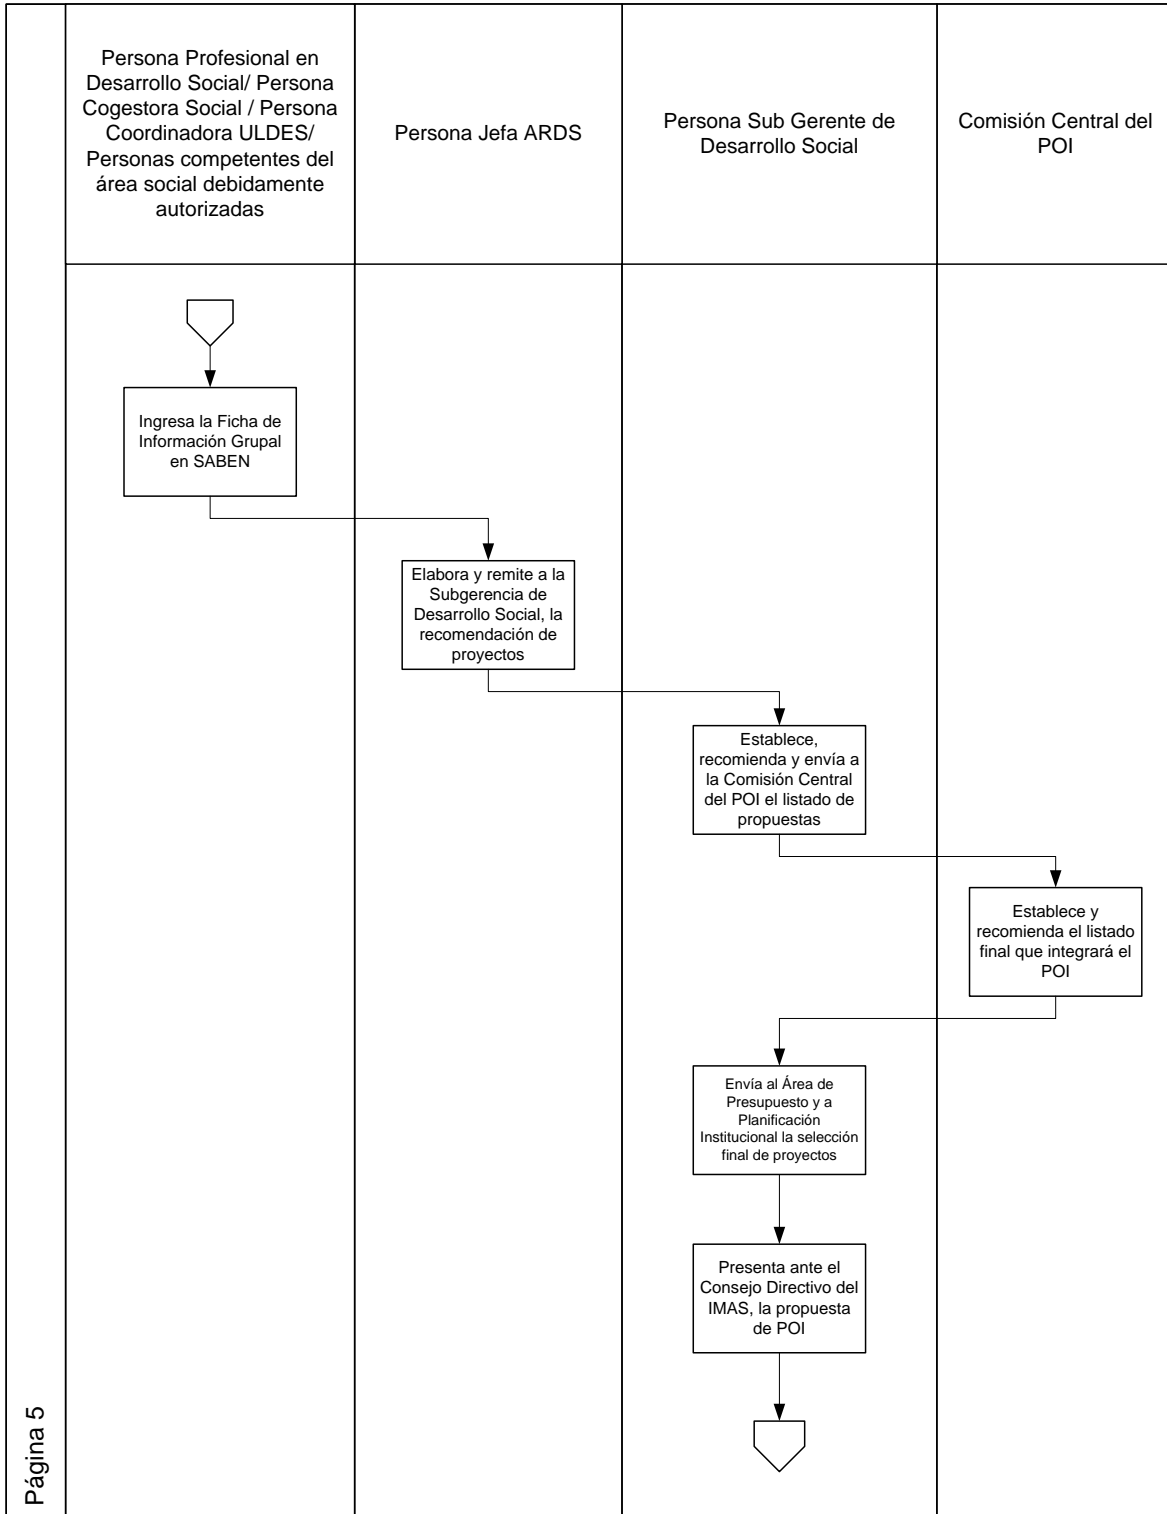 Persona Profesional en
Desarrollo Social/ Persona
Cogestora Social / Persona
Coordinadora ULDES/
Personas competentes del
área social debidamente
autorizadas
Persona Jefa ARDS
Persona Sub Gerente de
Desarrollo Social
Comisión Central del
POI
Ingresa la Ficha de
Información Grupal
en SABEN
Elabora y remite a la
Subgerencia de
Desarrollo Social, la
recomendación de
proyectos
Establece,
recomienda y envía a
la Comisión Central
del POI el listado de
propuestas
Establece y
recomienda el listado
final que integrará el
POI
Envía al Área de
Presupuesto y a
Planificación
Institucional la selección
final de proyectos
Presenta ante el
Consejo Directivo del
IMAS, la propuesta
de POI
Página 5